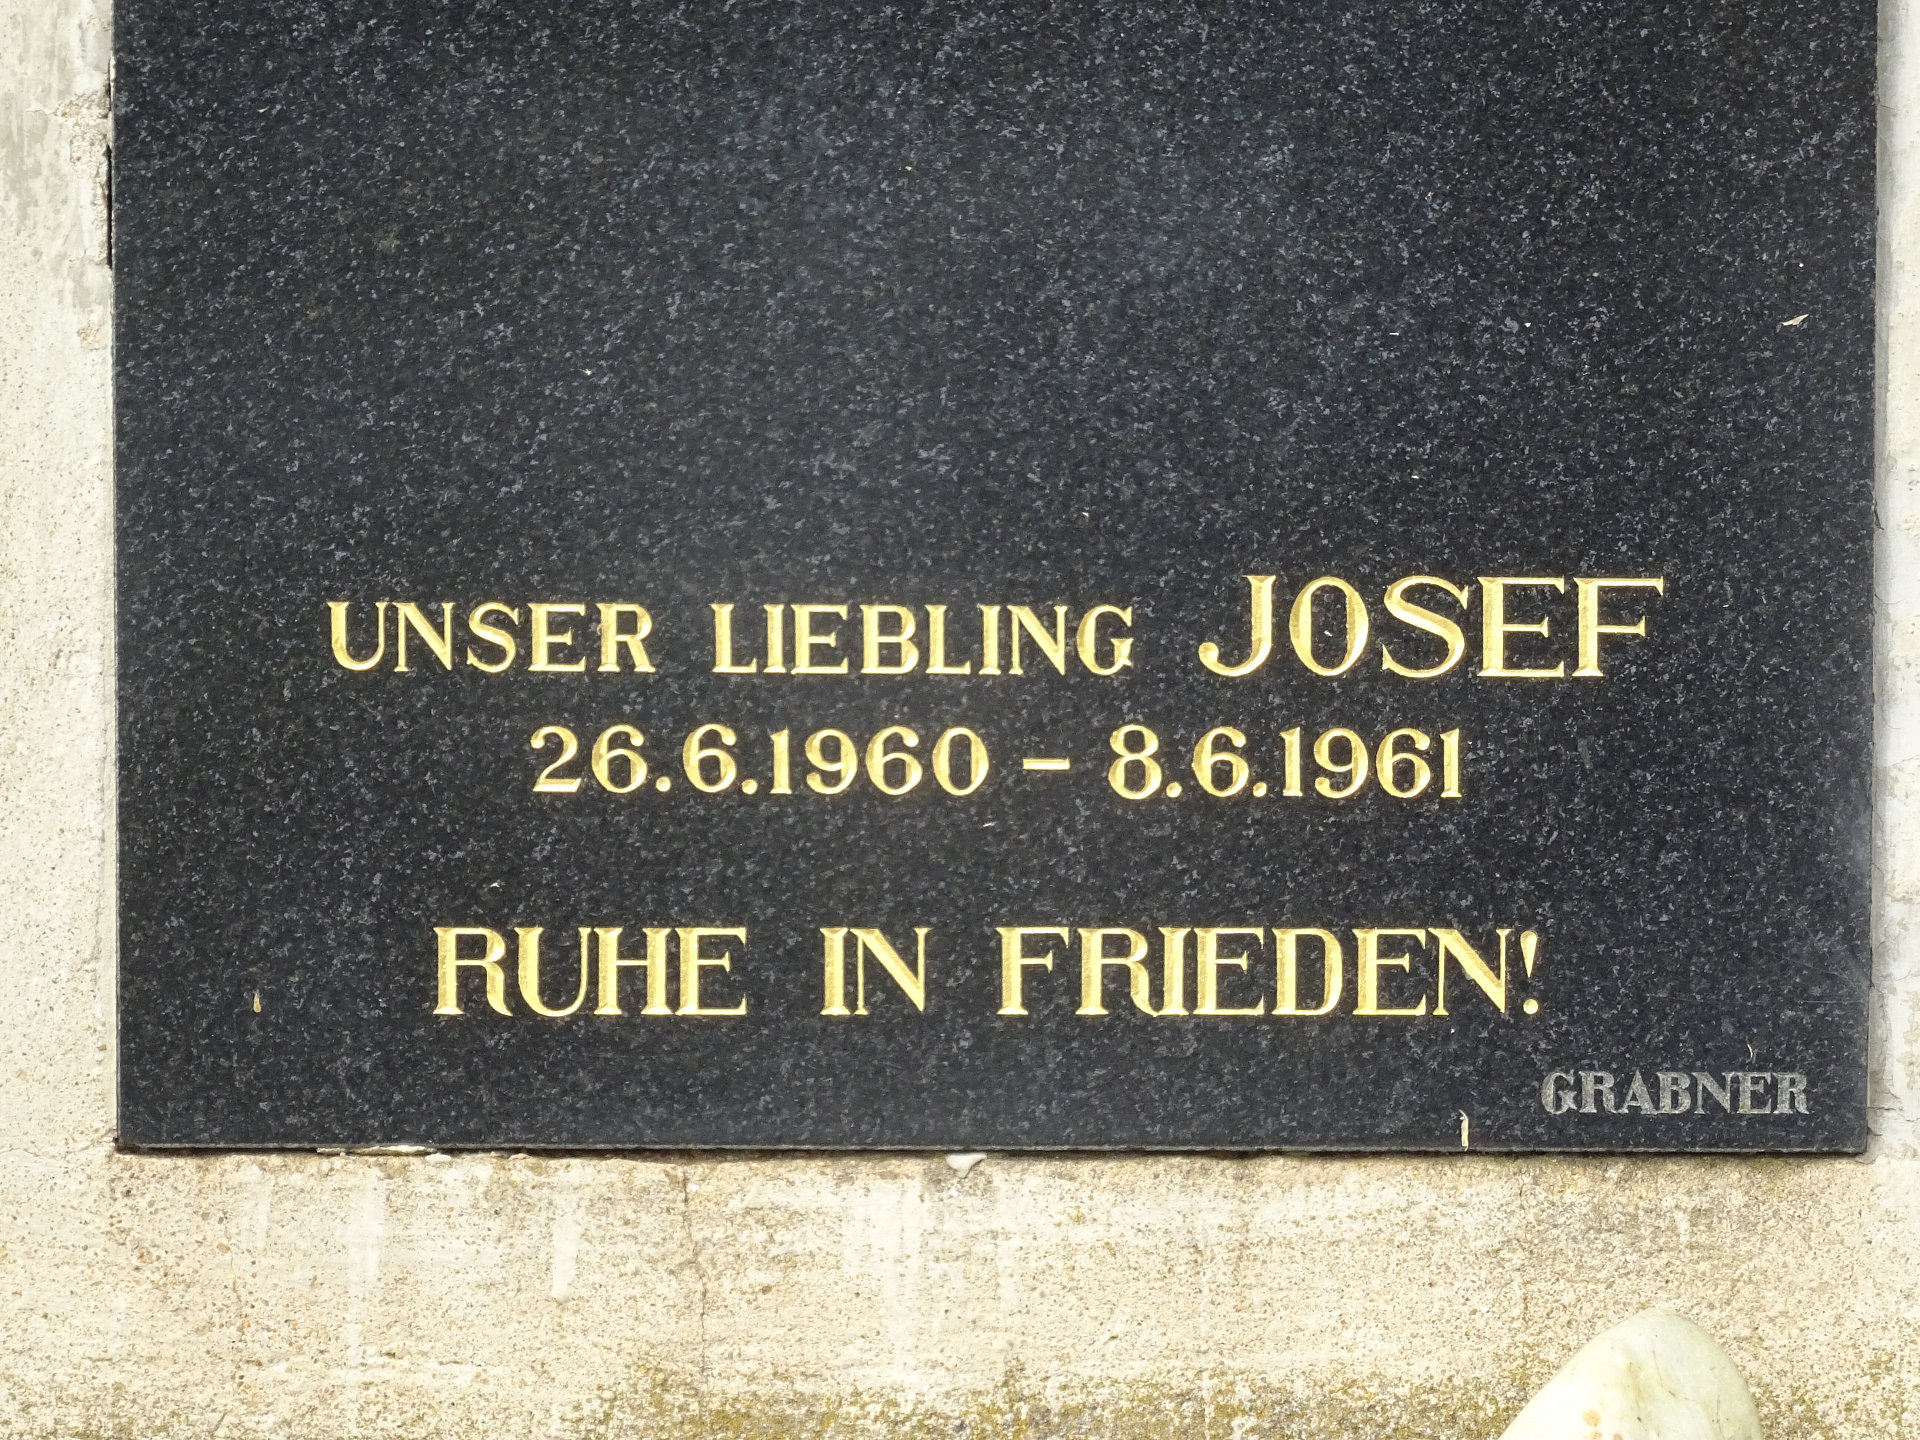 UNSER LIEBLING JOSEF
26.6.1960 – 8.6.1961
RUHE IN FRIEDEN!
GRABNER